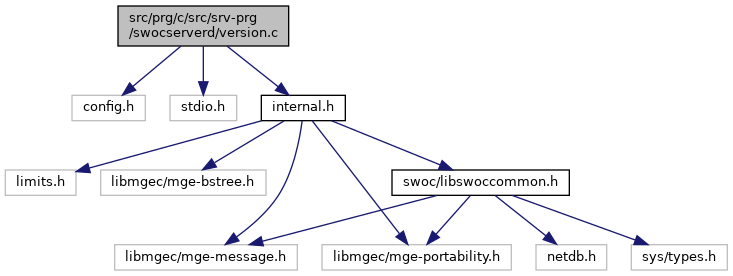 src/prg/c/src/srv-prg
/swocserverd/version.c
config.h
stdio.h
internal.h
limits.h
libmgec/mge-bstree.h
swoc/libswoccommon.h
libmgec/mge-message.h
libmgec/mge-portability.h
netdb.h
sys/types.h